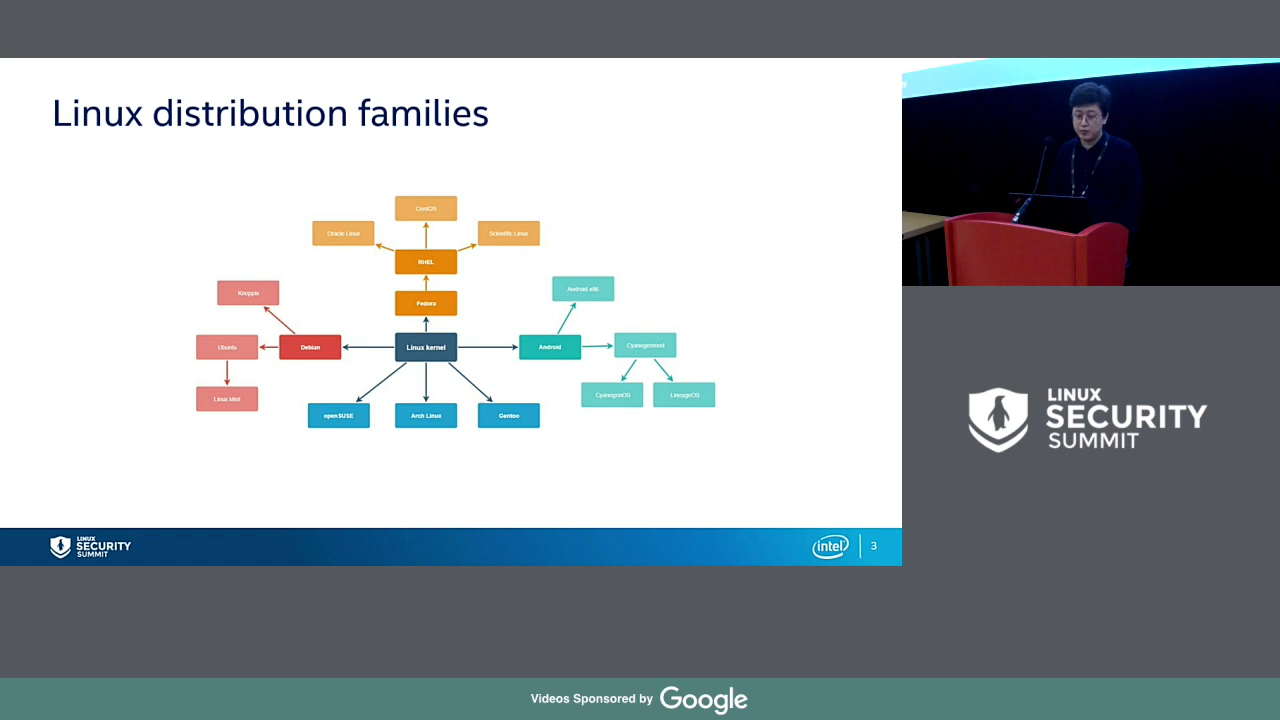 Linux distribution families
CentOS
Oracle Linux
Scientific Linux
RHEL
Knoppix
Android x86
Fedora
Ubuntu
Debian
Linux kernel
Android
Cyanogenmod
Linux Mint
CyanogenOS
LineageOS
openSUSE
Arch Linux
Gentoo
LINUX
SECURITY
SUMMIT
intel
3
LINUX
SECURITY
SUMMIT
Videos Sponsored by Google